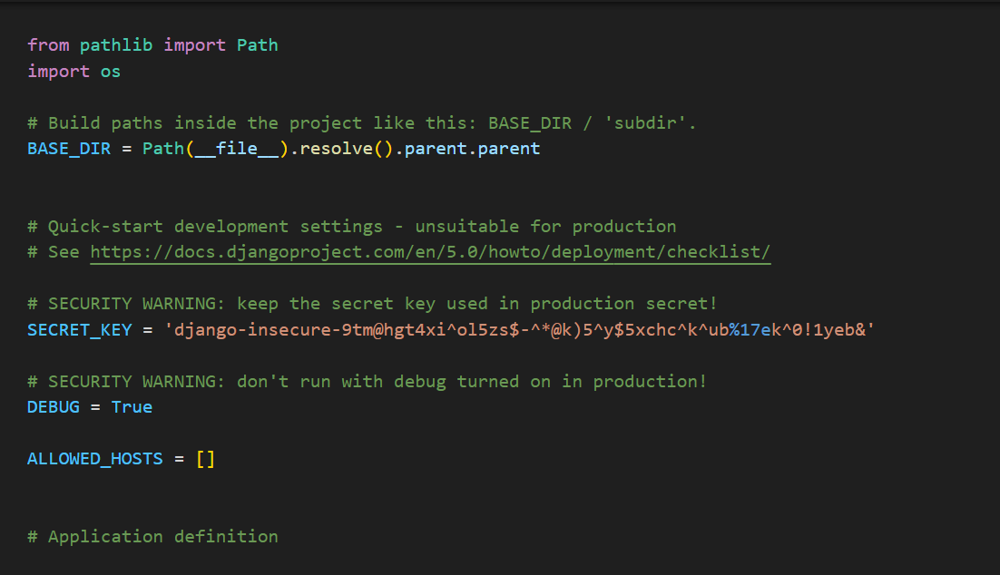 from pathlib import Path
import os
# Build paths inside the project like this: BASE_DIR / 'subdir'.
BASE_DIR = Path(__file__).resolve().parent.parent
# Quick-start development settings - unsuitable for production
# See https://docs.djangoproject.com/en/5.0/howto/deployment/checklist/
# SECURITY WARNING: keep the secret key used in production secret!
SECRET_KEY = 'django-insecure-9tm@hgt4xi^ol5zs$-^*@k)5^y$5xchc^k^ub%17ek^0!1yeb&'
# SECURITY WARNING: don't run with debug turned on in production!
DEBUG = True
ALLOWED_HOSTS = []
# Application definition